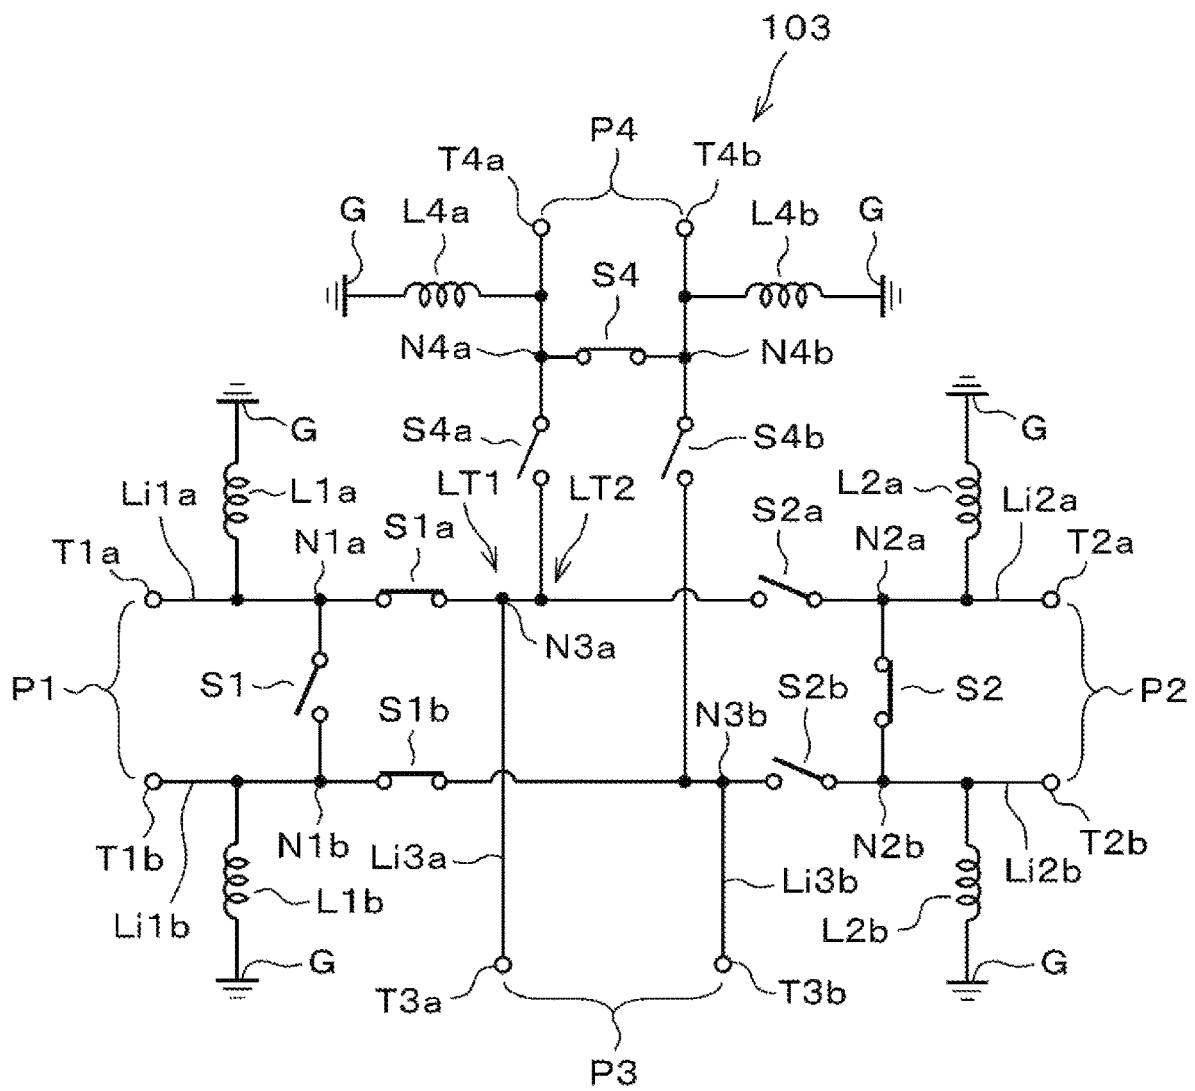 103
P4
T4a
T4b
G
L4a
L4b
G
S4
N4a
N4b
G
S4a
S4b
G
Li1a
L1a
LT1
LT2
L2a
Li2a
T1a
N1a
S1a
S2a
N2a
T2a
N3a
P1
S1
S1b
N3b
S2b
S2
P2
T1b
N1b
Li3a
Li3b
N2b
Li2b
T2b
Li1b
L1b
L2b
G
T3a
T3b
G
P3